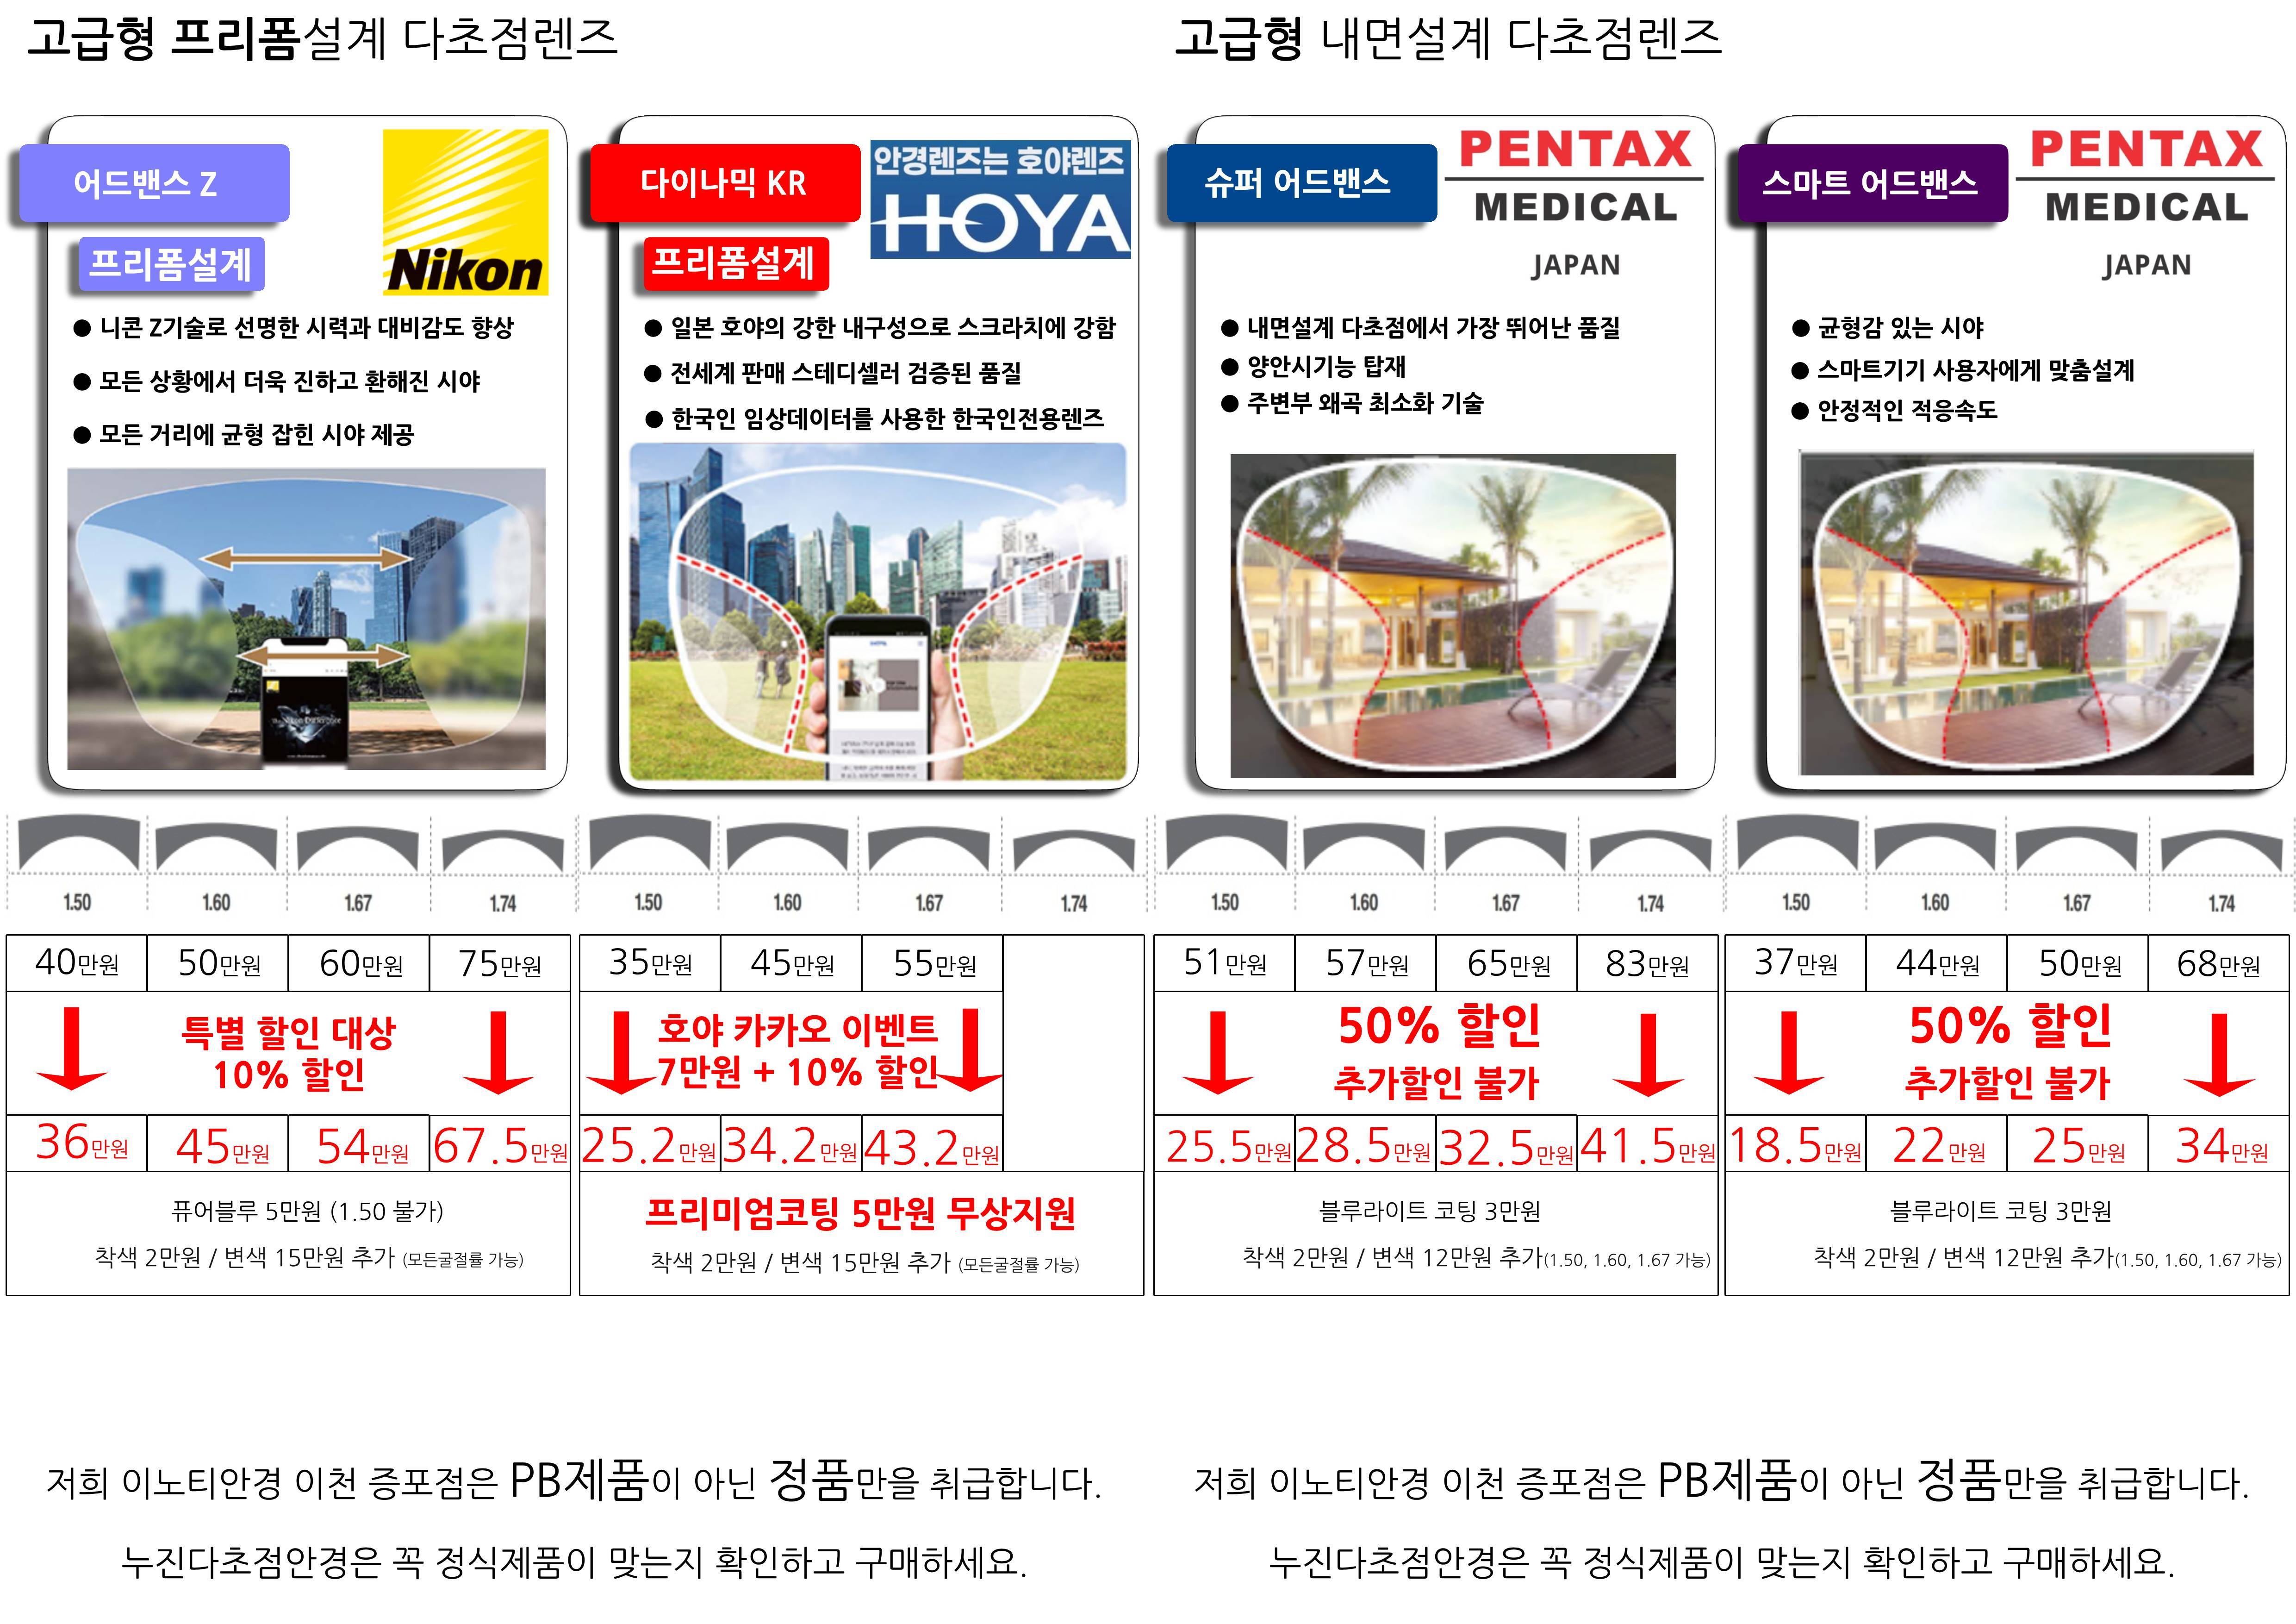 고급형 프리폼설계 다초점렌즈
어드밴스 Z
프리폼설계
Nikon
● 니콘 Z기술로 선명한 시력과 대비감도 향상
● 모든 상황에서 더욱 진하고 환해진 시야
● 모든 거리에 균형 잡힌 시야 제공
1.50 1.60 1.67 1.74
40만원 50만원 60만원 75만원
특별 할인 대상
10% 할인
36만원 45만원 54만원 67.5만원
퓨어블루 5만원 (1.50 불가)
착색 2만원 / 변색 15만원 추가 (모든굴절률 가능)
다이나믹 KR
프리폼설계
안경렌즈는 호야렌즈
HOYA
● 일본 호야의 강한 내구성으로 스크라치에 강함
● 전세계 판매 스테디셀러 검증된 품질
● 한국인 임상데이터를 사용한 한국인전용렌즈
1.50 1.60 1.67 1.74
35만원 45만원 55만원
호야 카카오 이벤트
7만원 + 10% 할인
25.2만원 34.2만원 43.2만원
프리미엄코팅 5만원 무상지원
착색 2만원 / 변색 15만원 추가 (모든굴절률 가능)
저희 이노티안경 이천 증포점은 PB제품이 아닌 정품만을 취급합니다.
누진다초점안경은 꼭 정식제품이 맞는지 확인하고 구매하세요.
고급형 내면설계 다초점렌즈
슈퍼 어드밴스
PENTAX
MEDICAL
JAPAN
● 내면설계 다초점에서 가장 뛰어난 품질
● 양안시기능 탑재
● 주변부 왜곡 최소화 기술
1.50 1.60 1.67 1.74
51만원 57만원 65만원 83만원
50% 할인
추가할인 불가
25.5만원 28.5만원 32.5만원 41.5만원
블루라이트 코팅 3만원
착색 2만원 / 변색 12만원 추가(1.50, 1.60, 1.67 가능)
스마트 어드밴스
PENTAX
MEDICAL
JAPAN
● 균형감 있는 시야
● 스마트기기 사용자에게 맞춤설계
● 안정적인 적응속도
1.50 1.60 1.67 1.74
37만원 44만원 50만원 68만원
50% 할인
추가할인 불가
18.5만원 22만원 25만원 34만원
블루라이트 코팅 3만원
착색 2만원 / 변색 12만원 추가(1.50, 1.60, 1.67 가능)
저희 이노티안경 이천 증포점은 PB제품이 아닌 정품만을 취급합니다.
누진다초점안경은 꼭 정식제품이 맞는지 확인하고 구매하세요.